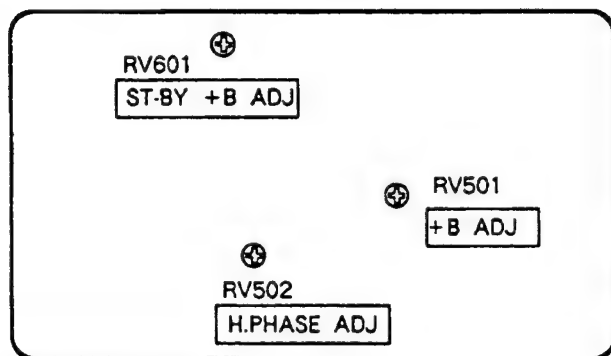 RV601
ST-BY +B ADJ
RV501
+B ADJ
RV502
H.PHASE ADJ